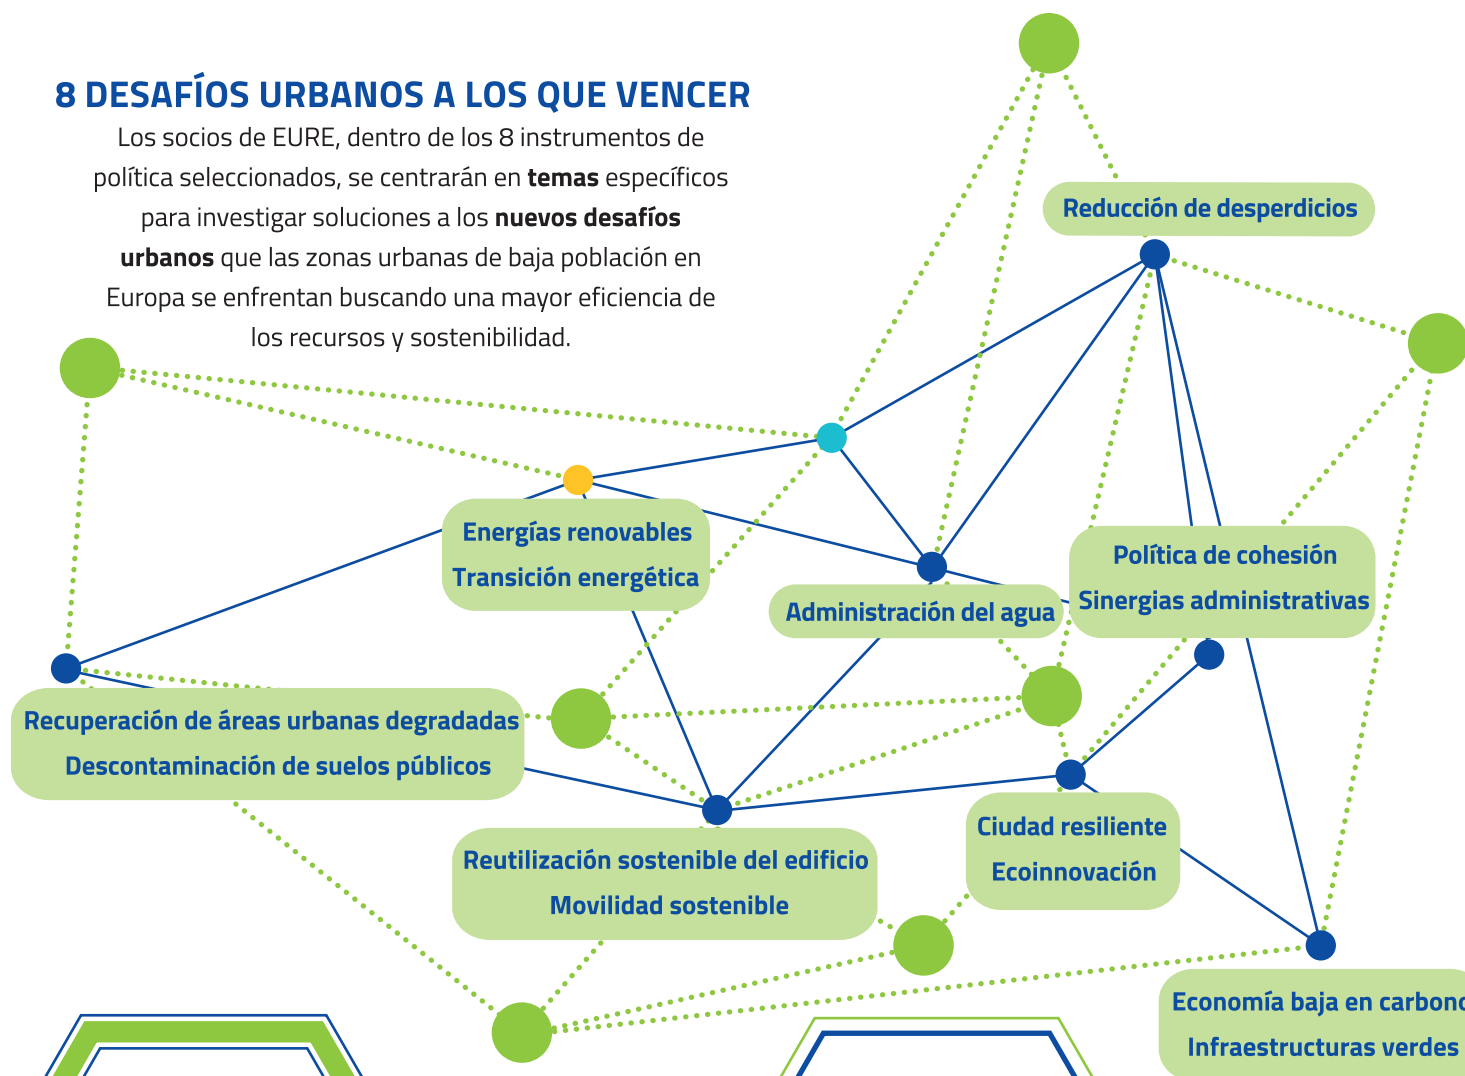 8 DESAFÍOS URBANOS A LOS QUE VENCER
Los socios de EURE, dentro de los 8 instrumentos de
política seleccionados, se centrarán en temas específicos
para investigar soluciones a los nuevos desafíos
urbanos que las zonas urbanas de baja población en
Europa se enfrentan buscando una mayor eficiencia de
los recursos y sostenibilidad.
Reducción de desperdicios
Energías renovables
Transición energética
Política de cohesión
Sinergias administrativas
Administración del agua
Recuperación de áreas urbanas degradadas
Descontaminación de suelos públicos
Ciudad resiliente
Ecoinnovación
Reutilización sostenible del edificio
Movilidad sostenible
Economía baja en carbono
Infraestructuras verdes